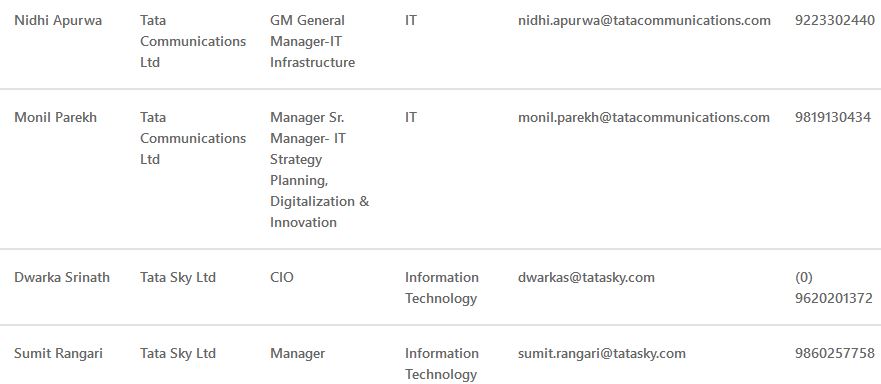 Nidhi Apurwa Tata GM General IT nidhi.apurwa@tatacommunications.com 9223302440
Communications Manager-IT
Ltd Infrastructure
Monil Parekh Tata Manager Sr. IT monil.parekh@tatacommunications.com 9819130434
Communications Manager- IT
Ltd Strategy
Planning,
Digitalization &
Innovation
Dwarka Srinath Tata Sky Ltd CIO Information dwarkas@tatasky.com (0)
Technology 9620201372
Sumit Rangari Tata Sky Ltd Manager Information sumit.rangari@tatasky.com 9860257758
Technology